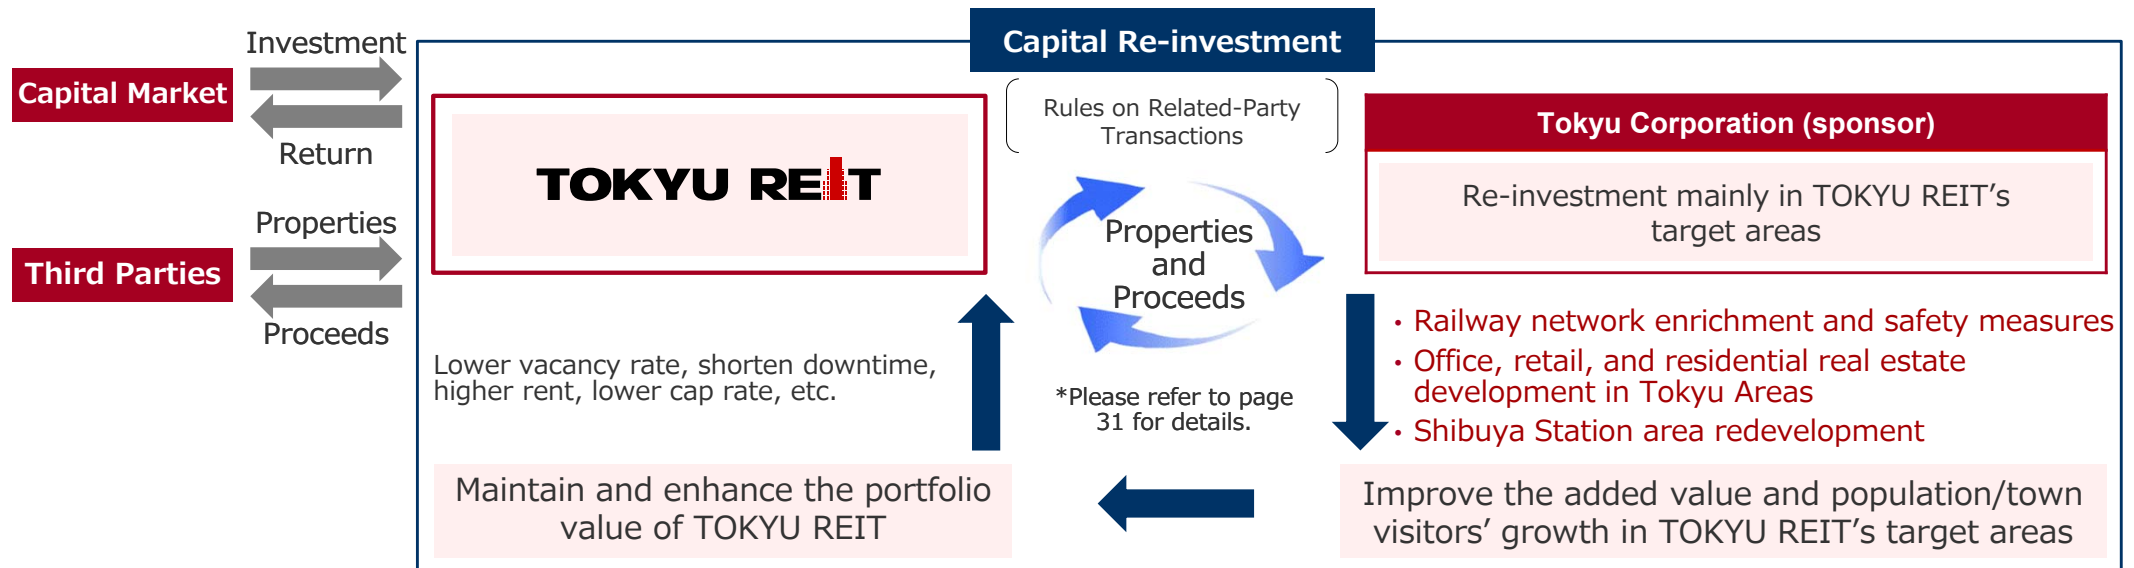 Capital Re-investment
Investment
Capital Market
Return
Properties
Third Parties
Proceeds
TOKYU REIT
Rules on Related-Party
Transactions
Properties
and
Proceeds
*Please refer to page
31 for details.
Tokyu Corporation (sponsor)
Re-investment mainly in TOKYU REIT’s
target areas
• Railway network enrichment and safety measures
• Office, retail, and residential real estate
development in Tokyu Areas
• Shibuya Station area redevelopment
Improve the added value and population/town
visitors’ growth in TOKYU REIT’s target areas
Lower vacancy rate, shorten downtime,
higher rent, lower cap rate, etc.
Maintain and enhance the portfolio
value of TOKYU REIT